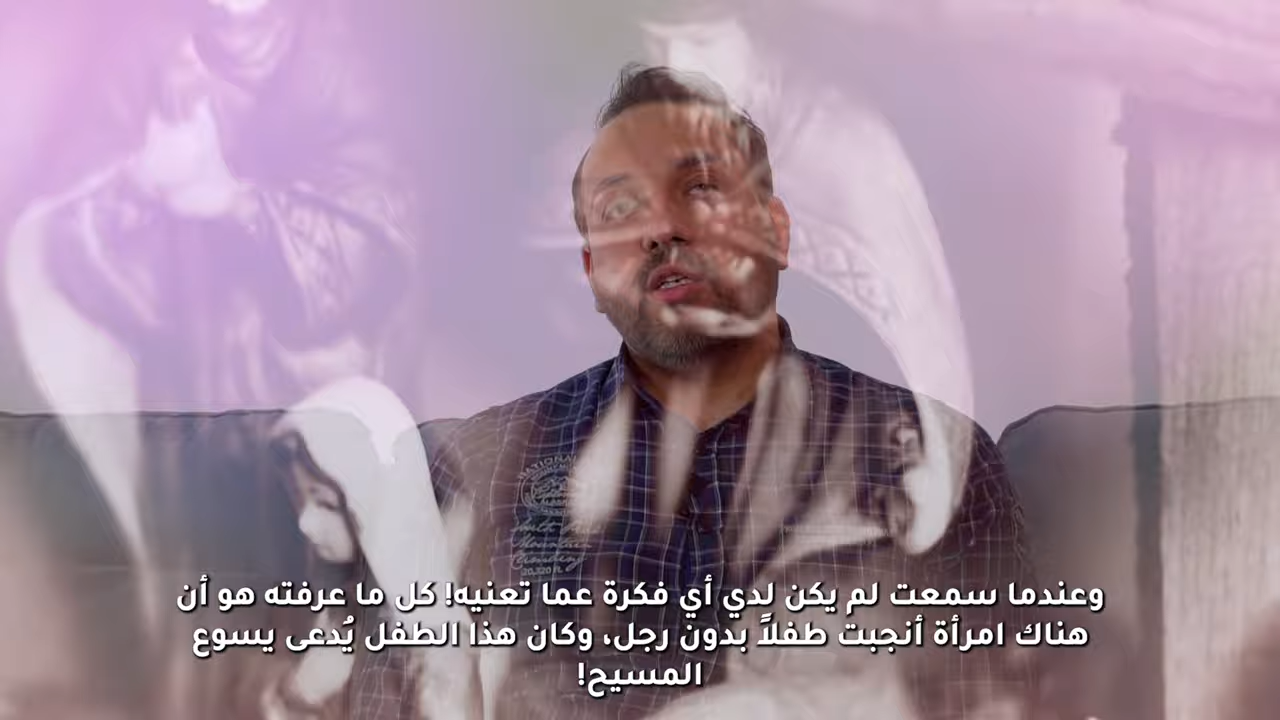 وعندما سمعت لم يكن لدي أي فكرة عما تعنيه! كل ما عرفته هو أن
هناك امرأة أنجبت طفلاً بدون رجل، وكان هذا الطفل يُدعى يسوع
المسيح!